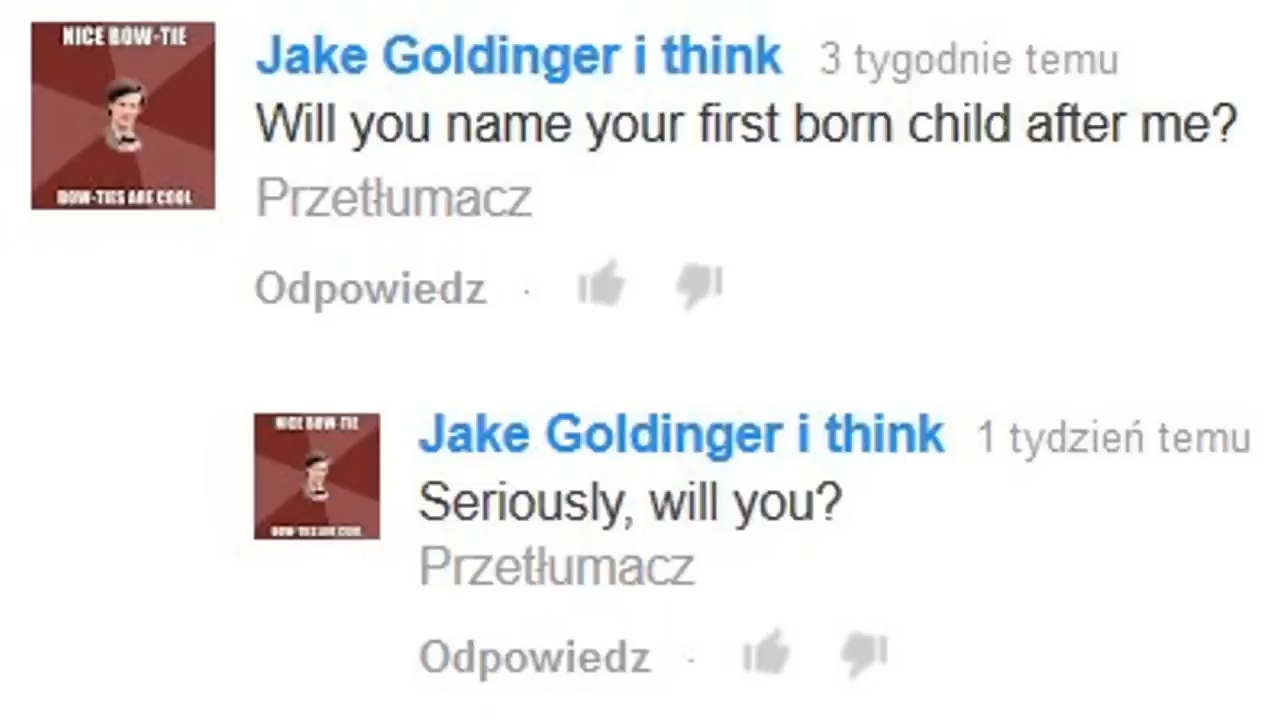 NICE BOW-TIE
BOW-TIES ARE COOL
Jake Goldinger i think 3 tygodnie temu
Will you name your first born child after me?
Przetłumacz
Odpowiedz ·
NICE BOW-TIE
BOW-TIES ARE COOL
Jake Goldinger i think 1 tydzień temu
Seriously, will you?
Przetłumacz
Odpowiedz ·